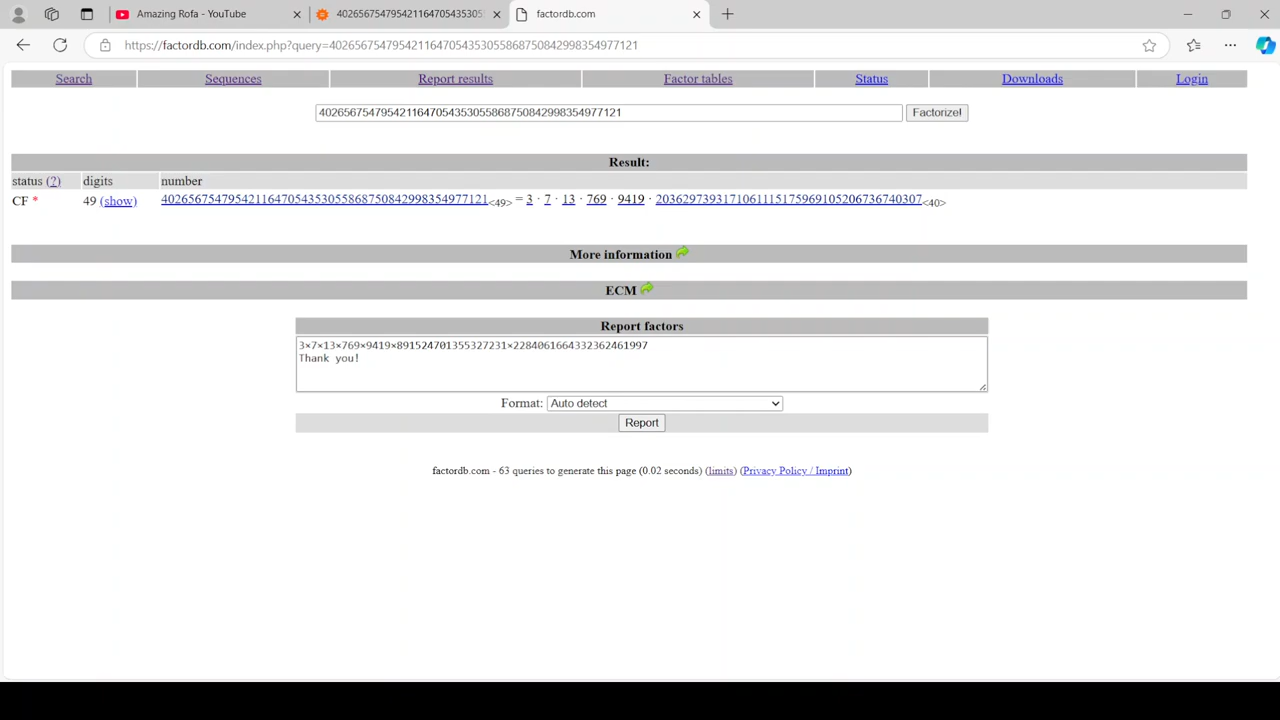 Amazing Rofa - YouTube
40265675479542116470543530
factordb.com
https://factordb.com/index.php?query=4026567547954211647054353055868750842998354977121
Search Sequences Report results Factor tables Status Downloads Login
4026567547954211647054353055868750842998354977121 Factorize!
Result:
status (?) digits number
CF * 49 (show) 4026567547954211647054353055868750842998354977121<49> = 3 · 7 · 13 · 769 · 9419 · 2036297393171061115175969105206736740307<40>
More information
ECM
Report factors
3×7×13×769×9419×891524701355327231×2284061664332362461997
Thank you!
Format: Auto detect
Report
factordb.com - 63 queries to generate this page (0.02 seconds) (limits) (Privacy Policy / Imprint)